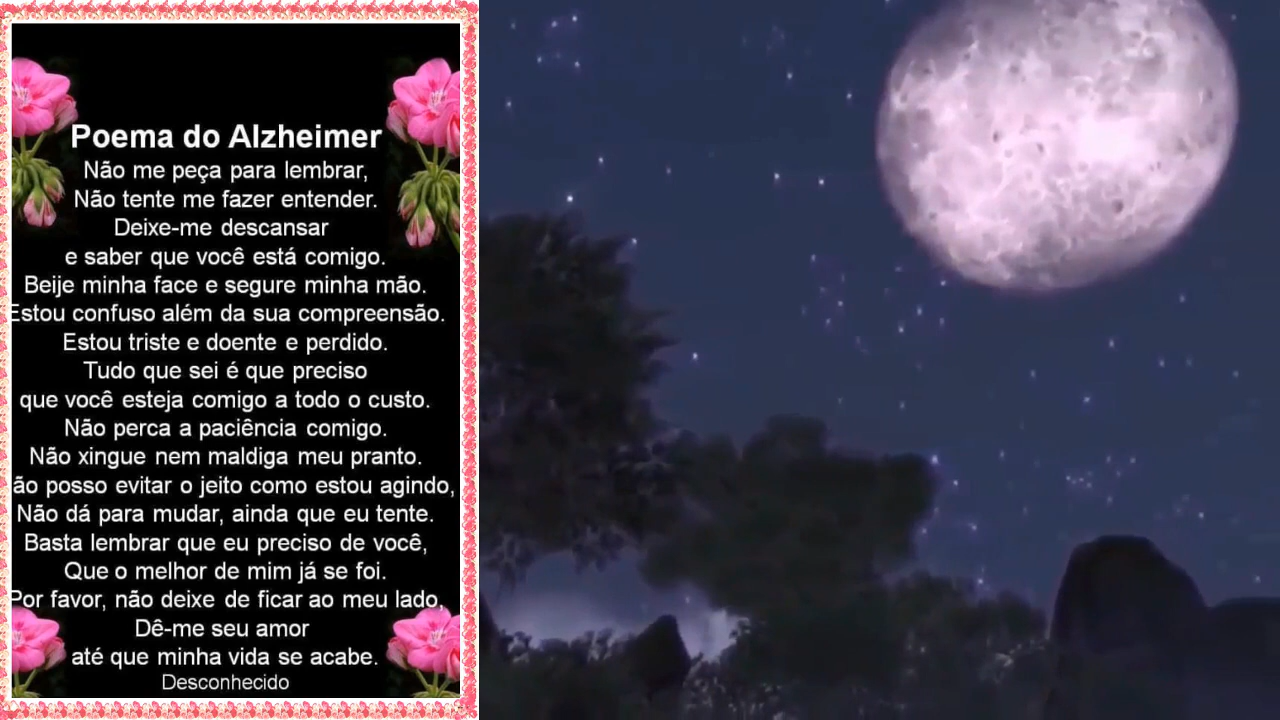 Poema do Alzheimer
Não me peça para lembrar,
Não tente me fazer entender.
Deixe-me descansar
e saber que você está comigo.
Beije minha face e segure minha mão.
Estou confuso além da sua compreensão.
Estou triste e doente e perdido.
Tudo que sei é que preciso
que você esteja comigo a todo o custo.
Não perca a paciência comigo.
Não xingue nem maldiga meu pranto.
ão posso evitar o jeito como estou agindo,
Não dá para mudar, ainda que eu tente.
Basta lembrar que eu preciso de você,
Que o melhor de mim já se foi.
Por favor, não deixe de ficar ao meu lado,
Dê-me seu amor
até que minha vida se acabe.
Desconhecido